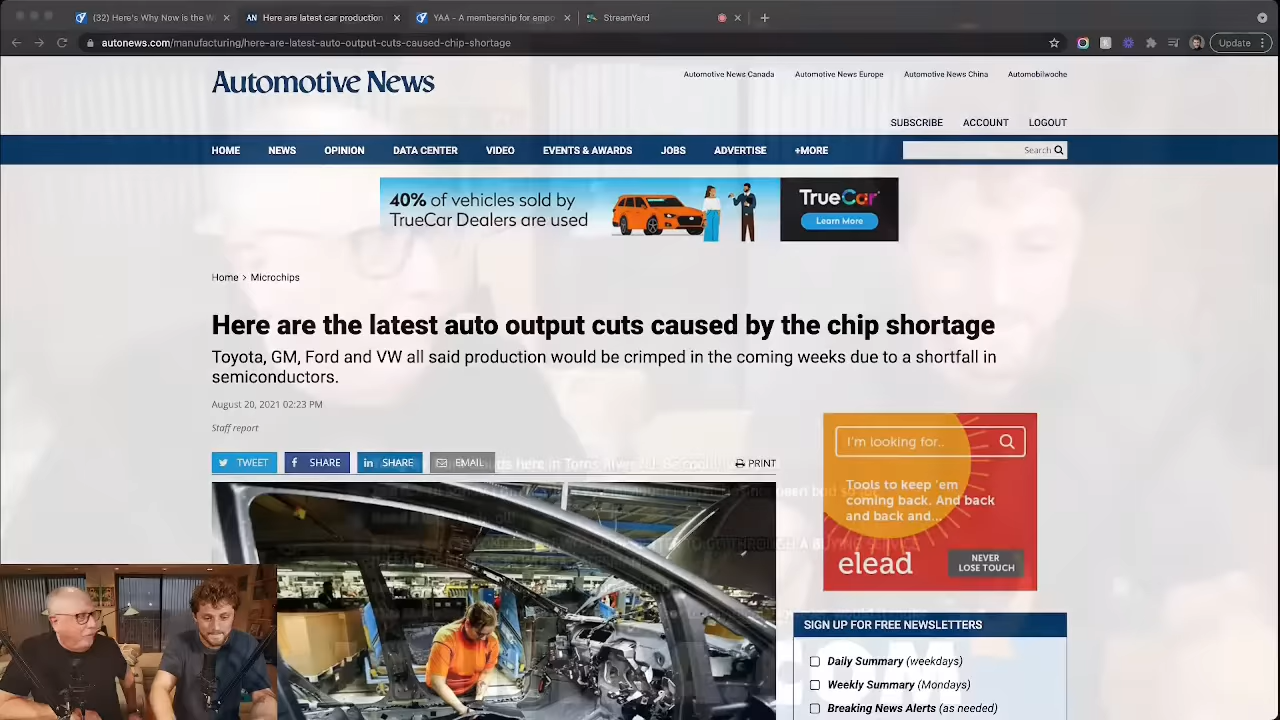 (32) Here's Why Now is the W
Here are latest car production
YAA - A membership for empo
StreamYard
autonews.com/manufacturing/here-are-latest-auto-output-cuts-caused-chip-shortage
Update
Automotive News
Automotive News Canada
Automotive News Europe
Automotive News China
Automobilwoche
SUBSCRIBE
ACCOUNT
LOGOUT
HOME
NEWS
OPINION
DATA CENTER
VIDEO
EVENTS & AWARDS
JOBS
ADVERTISE
+MORE
Search
40% of vehicles sold by
TrueCar Dealers are used
TrueCar
Learn More
Home > Microchips
Here are the latest auto output cuts caused by the chip shortage
Toyota, GM, Ford and VW all said production would be crimped in the coming weeks due to a shortfall in
semiconductors.
August 20, 2021 02:23 PM
Staff report
TWEET
SHARE
SHARE
EMAIL
PRINT
I'm looking for..
Tools to keep 'em
coming back. And back
and back and...
elead
NEVER
LOSE TOUCH
SIGN UP FOR FREE NEWSLETTERS
Daily Summary (weekdays)
Weekly Summary (Mondays)
Breaking News Alerts (as needed)